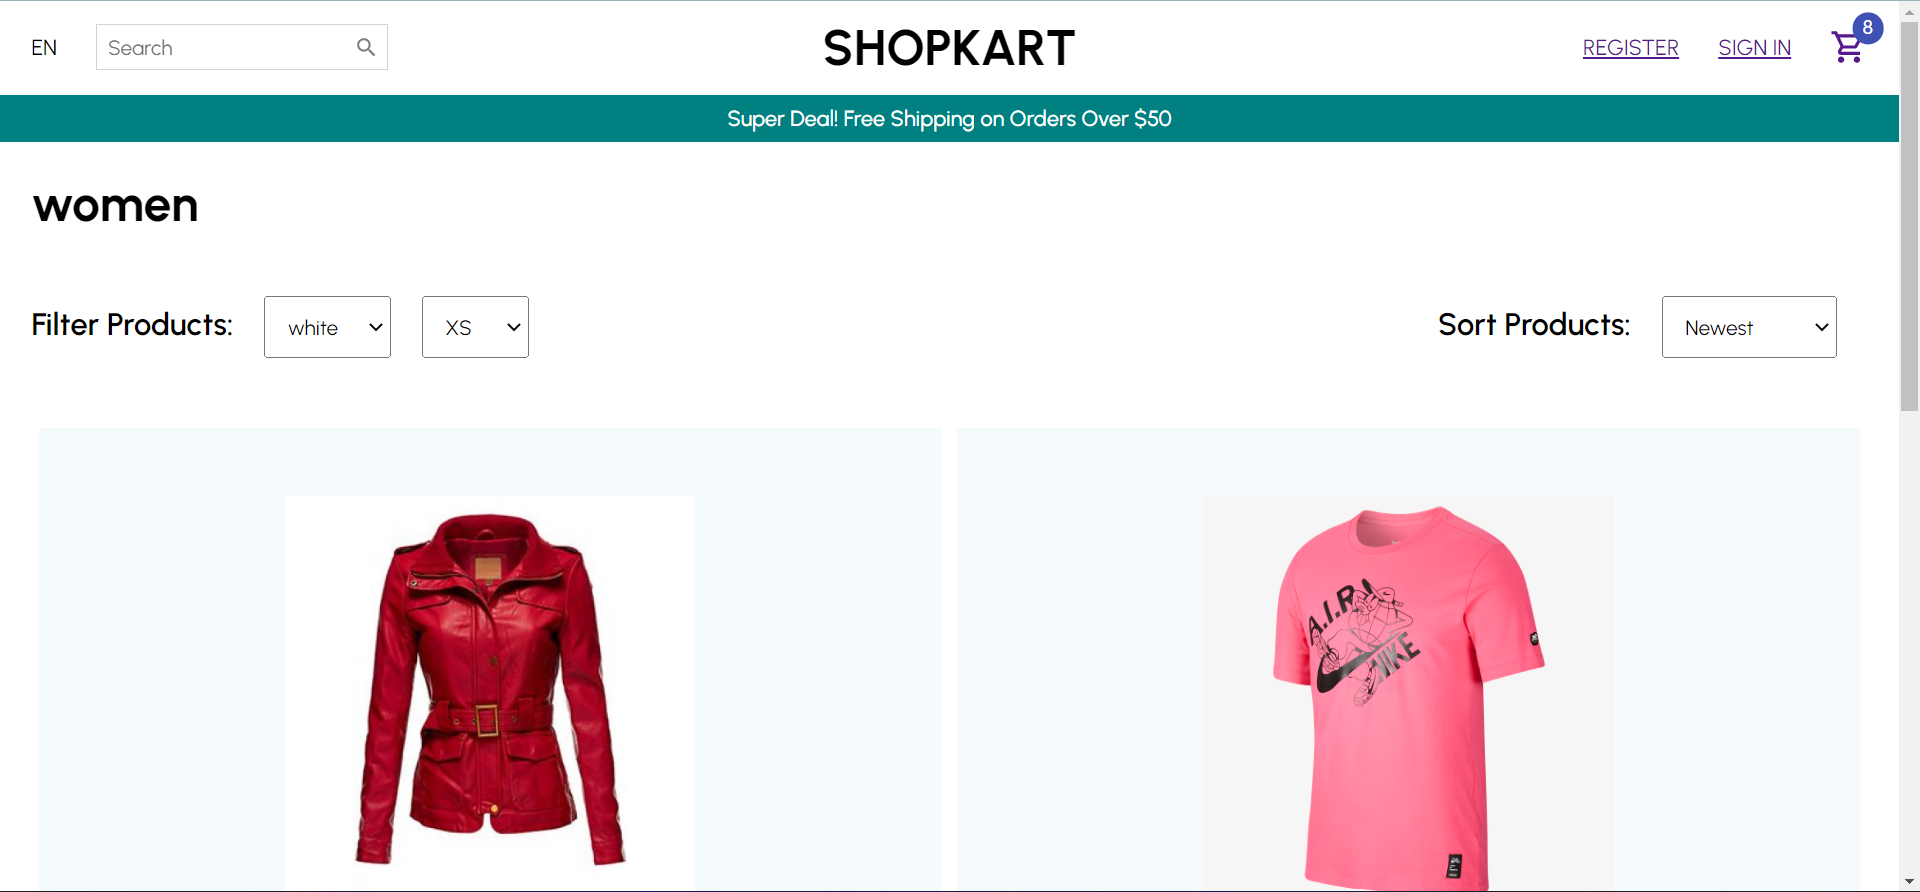 EN
Search
SHOPKART
REGISTER
SIGN IN
8
Super Deal! Free Shipping on Orders Over $50
women
Filter Products:
white
XS
Sort Products:
Newest
A.I.R.
NIKE